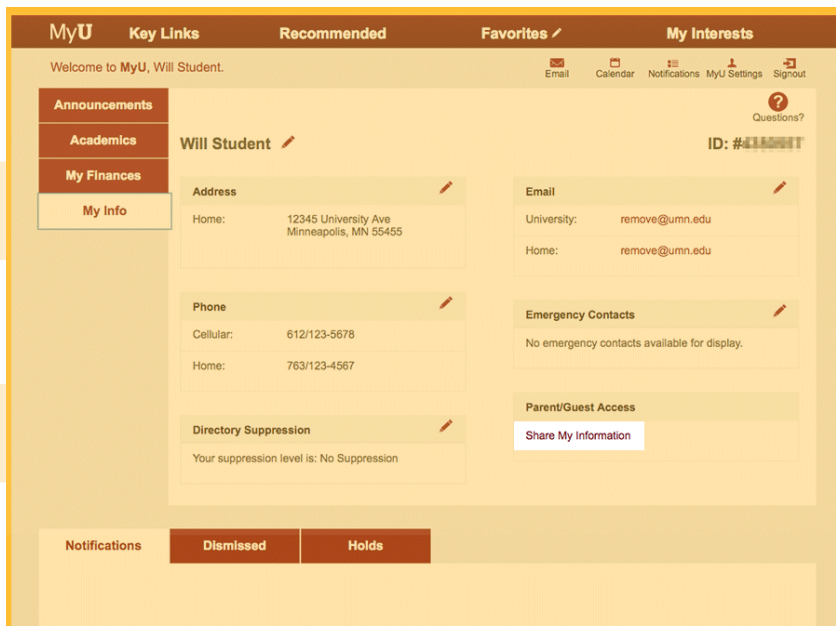 MyU Key Links Recommended Favorites My Interests
Welcome to MyU, Will Student.
Email Calendar Notifications MyU Settings Signout
Announcements
Academics
My Finances
My Info
?
Questions?
Will Student
ID: #
Address
Home: 12345 University Ave
Minneapolis, MN 55455
Email
University: remove@umn.edu
Home: remove@umn.edu
Phone
Cellular: 612/123-5678
Home: 763/123-4567
Emergency Contacts
No emergency contacts available for display.
Directory Suppression
Your suppression level is: No Suppression
Parent/Guest Access
Share My Information
Notifications Dismissed Holds